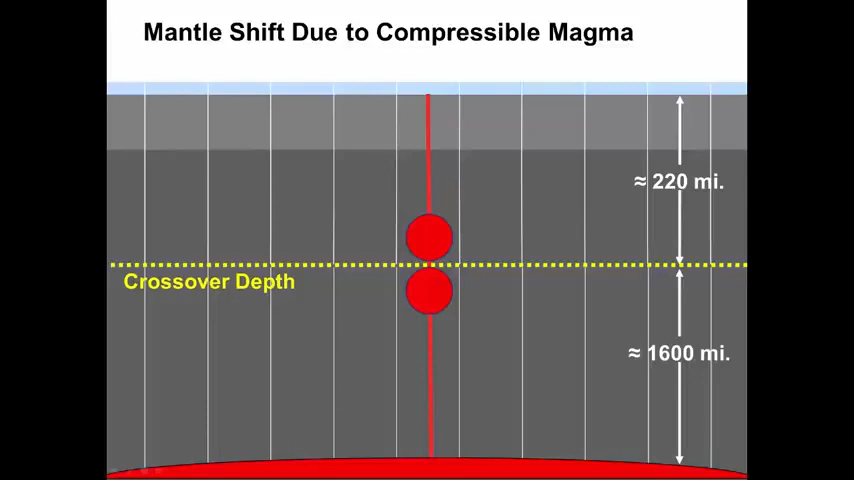 Mantle Shift Due to Compressible Magma
≈ 220 mi.
Crossover Depth
≈ 1600 mi.